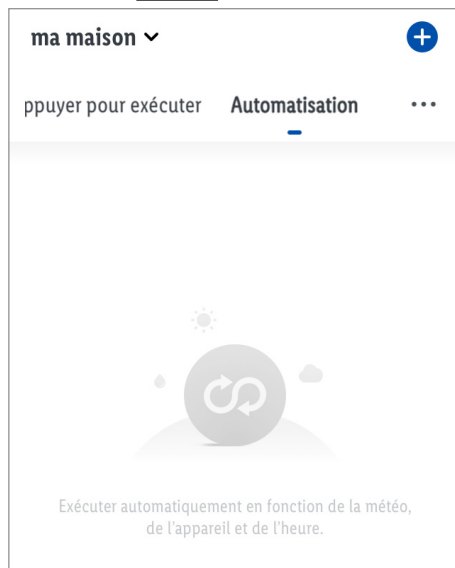 ma maison
ppuyer pour exécuter Automatisation
Exécuter automatiquement en fonction de la météo,
de l'appareil et de l'heure.